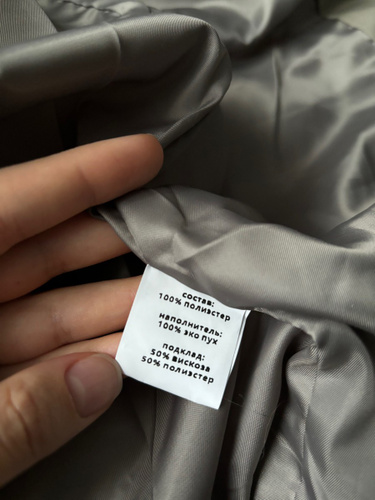 состав:
100% полиэстер
наполнитель:
100% эко пух
подклад:
50% вискоза
50% полиэстер